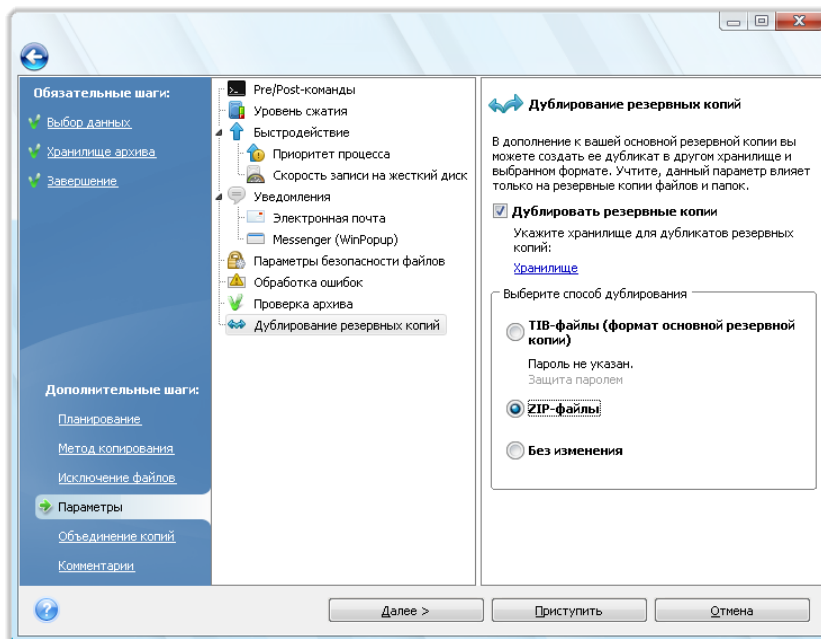 Обязательные шаги:
Выбор данных
Хранилище архива
Завершение
Дополнительные шаги:
Планирование
Метод копирования
Исключение файлов
Параметры
Объединение копий
Комментарии
Pre/Post-команды
Уровень сжатия
Быстродействие
Приоритет процесса
Скорость записи на жесткий диск
Уведомления
Электронная почта
Messenger (WinPopup)
Параметры безопасности файлов
Обработка ошибок
Проверка архива
Дублирование резервных копий
Дублирование резервных копий
В дополнение к вашей основной резервной копии вы
можете создать ее дубликат в другом хранилище и
выбранном формате. Учтите, данный параметр влияет
только на резервные копии файлов и папок.
Дублировать резервные копии
Укажите хранилище для дубликатов резервных
копий:
Хранилище
Выберите способ дублирования
TIB-файлы (формат основной резервной
копии)
Пароль не указан.
Защита паролем
ZIP-файлы
Без изменения
?
Далее >
Приступить
Отмена